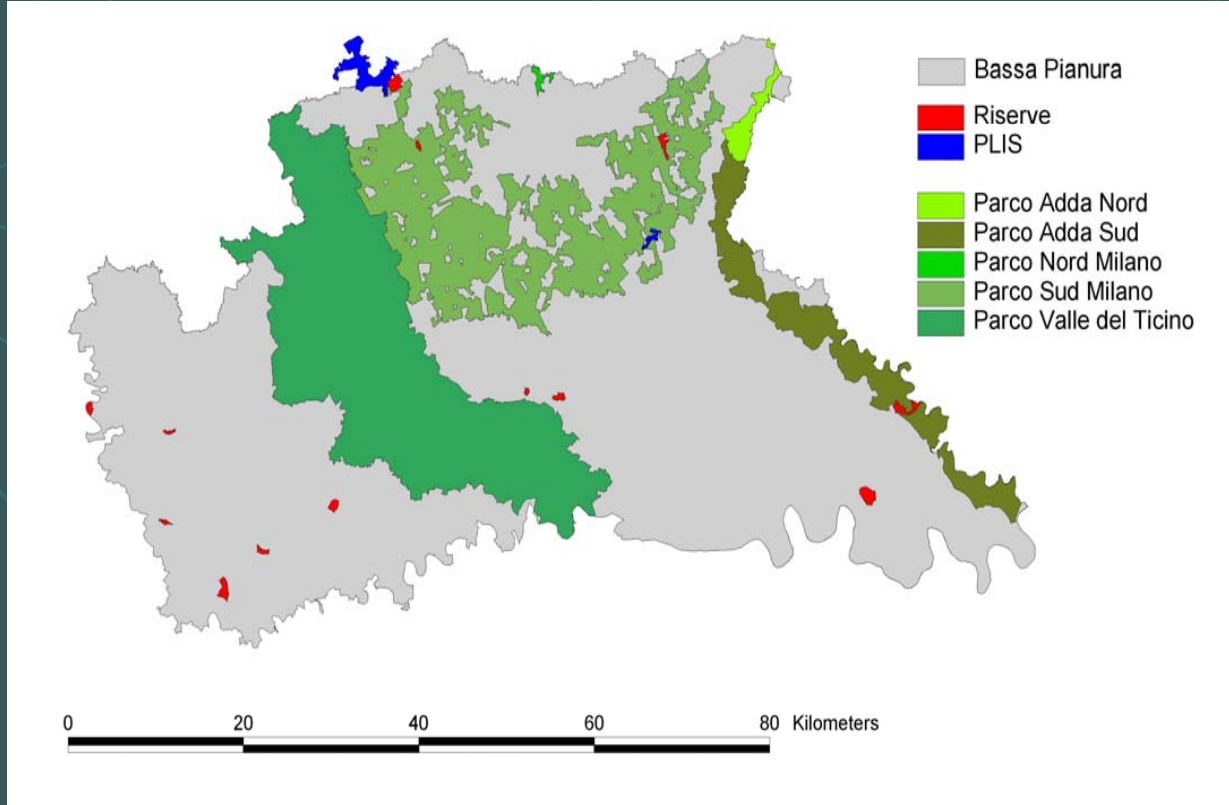 Bassa Pianura
Riserve
PLIS
Parco Adda Nord
Parco Adda Sud
Parco Nord Milano
Parco Sud Milano
Parco Valle del Ticino
0 20 40 60 80 Kilometers